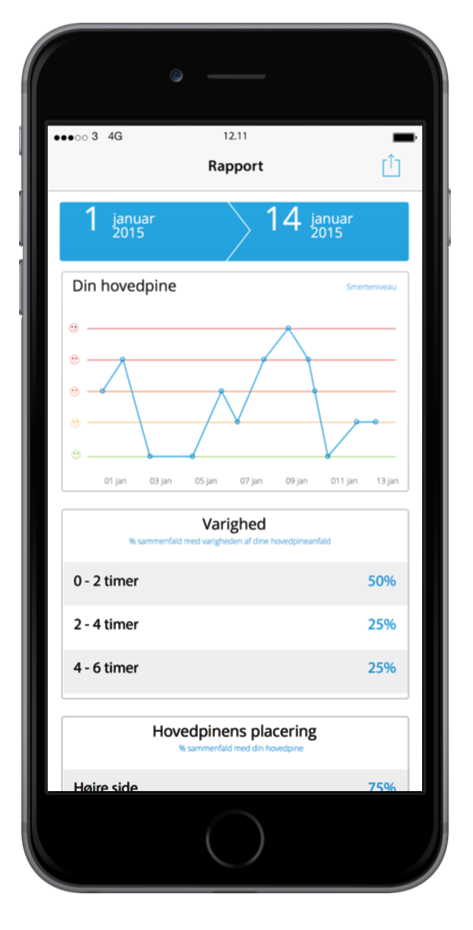 3 4G 12.11
Rapport
1 januar 2015 14 januar 2015
Din hovedpine Smerteniveau
01 jan 03 jan 05 jan 07 jan 09 jan 011 jan 13 jan
Varighed
% sammenfald med varigheden af dine hovedpineanfald
0 - 2 timer 50%
2 - 4 timer 25%
4 - 6 timer 25%
Hovedpinens placering
% sammenfald med din hovedpine
Højre side 75%